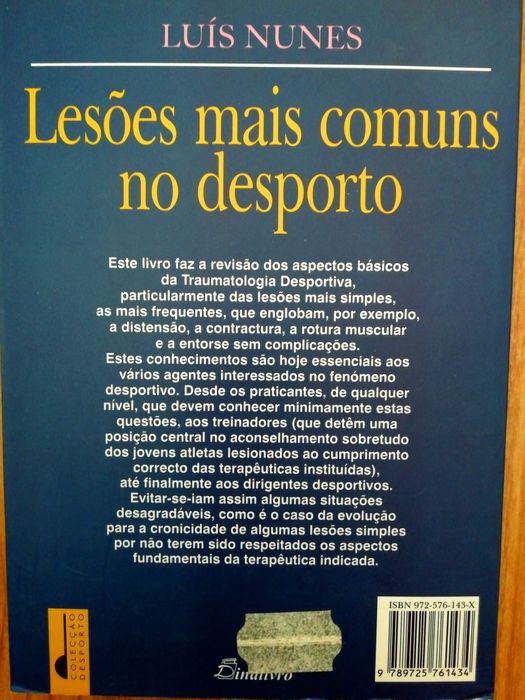 LUÍS NUNES
Lesões mais comuns
no desporto
Este livro faz a revisão dos aspectos básicos
da Traumatologia Desportiva,
particularmente das lesões mais simples,
as mais frequentes, que englobam, por exemplo,
a distensão, a contractura, a rotura muscular
e a entorse sem complicações.
Estes conhecimentos são hoje essenciais aos
vários agentes interessados no fenómeno
desportivo. Desde os praticantes, de qualquer
nível, que devem conhecer minimamente estas
questões, aos treinadores (que detêm uma
posição central no aconselhamento sobretudo
dos jovens atletas lesionados ao cumprimento
correcto das terapêuticas instituídas),
até finalmente aos dirigentes desportivos.
Evitar-se-iam assim algumas situações
desagradáveis, como é o caso da evolução
para a cronicidade de algumas lesões simples
por não terem sido respeitados os aspectos
fundamentais da terapêutica indicada.
COLECÇÃO
DESPORTO
Dinalivro
ISBN 972-576-143-X
9 789725 761434